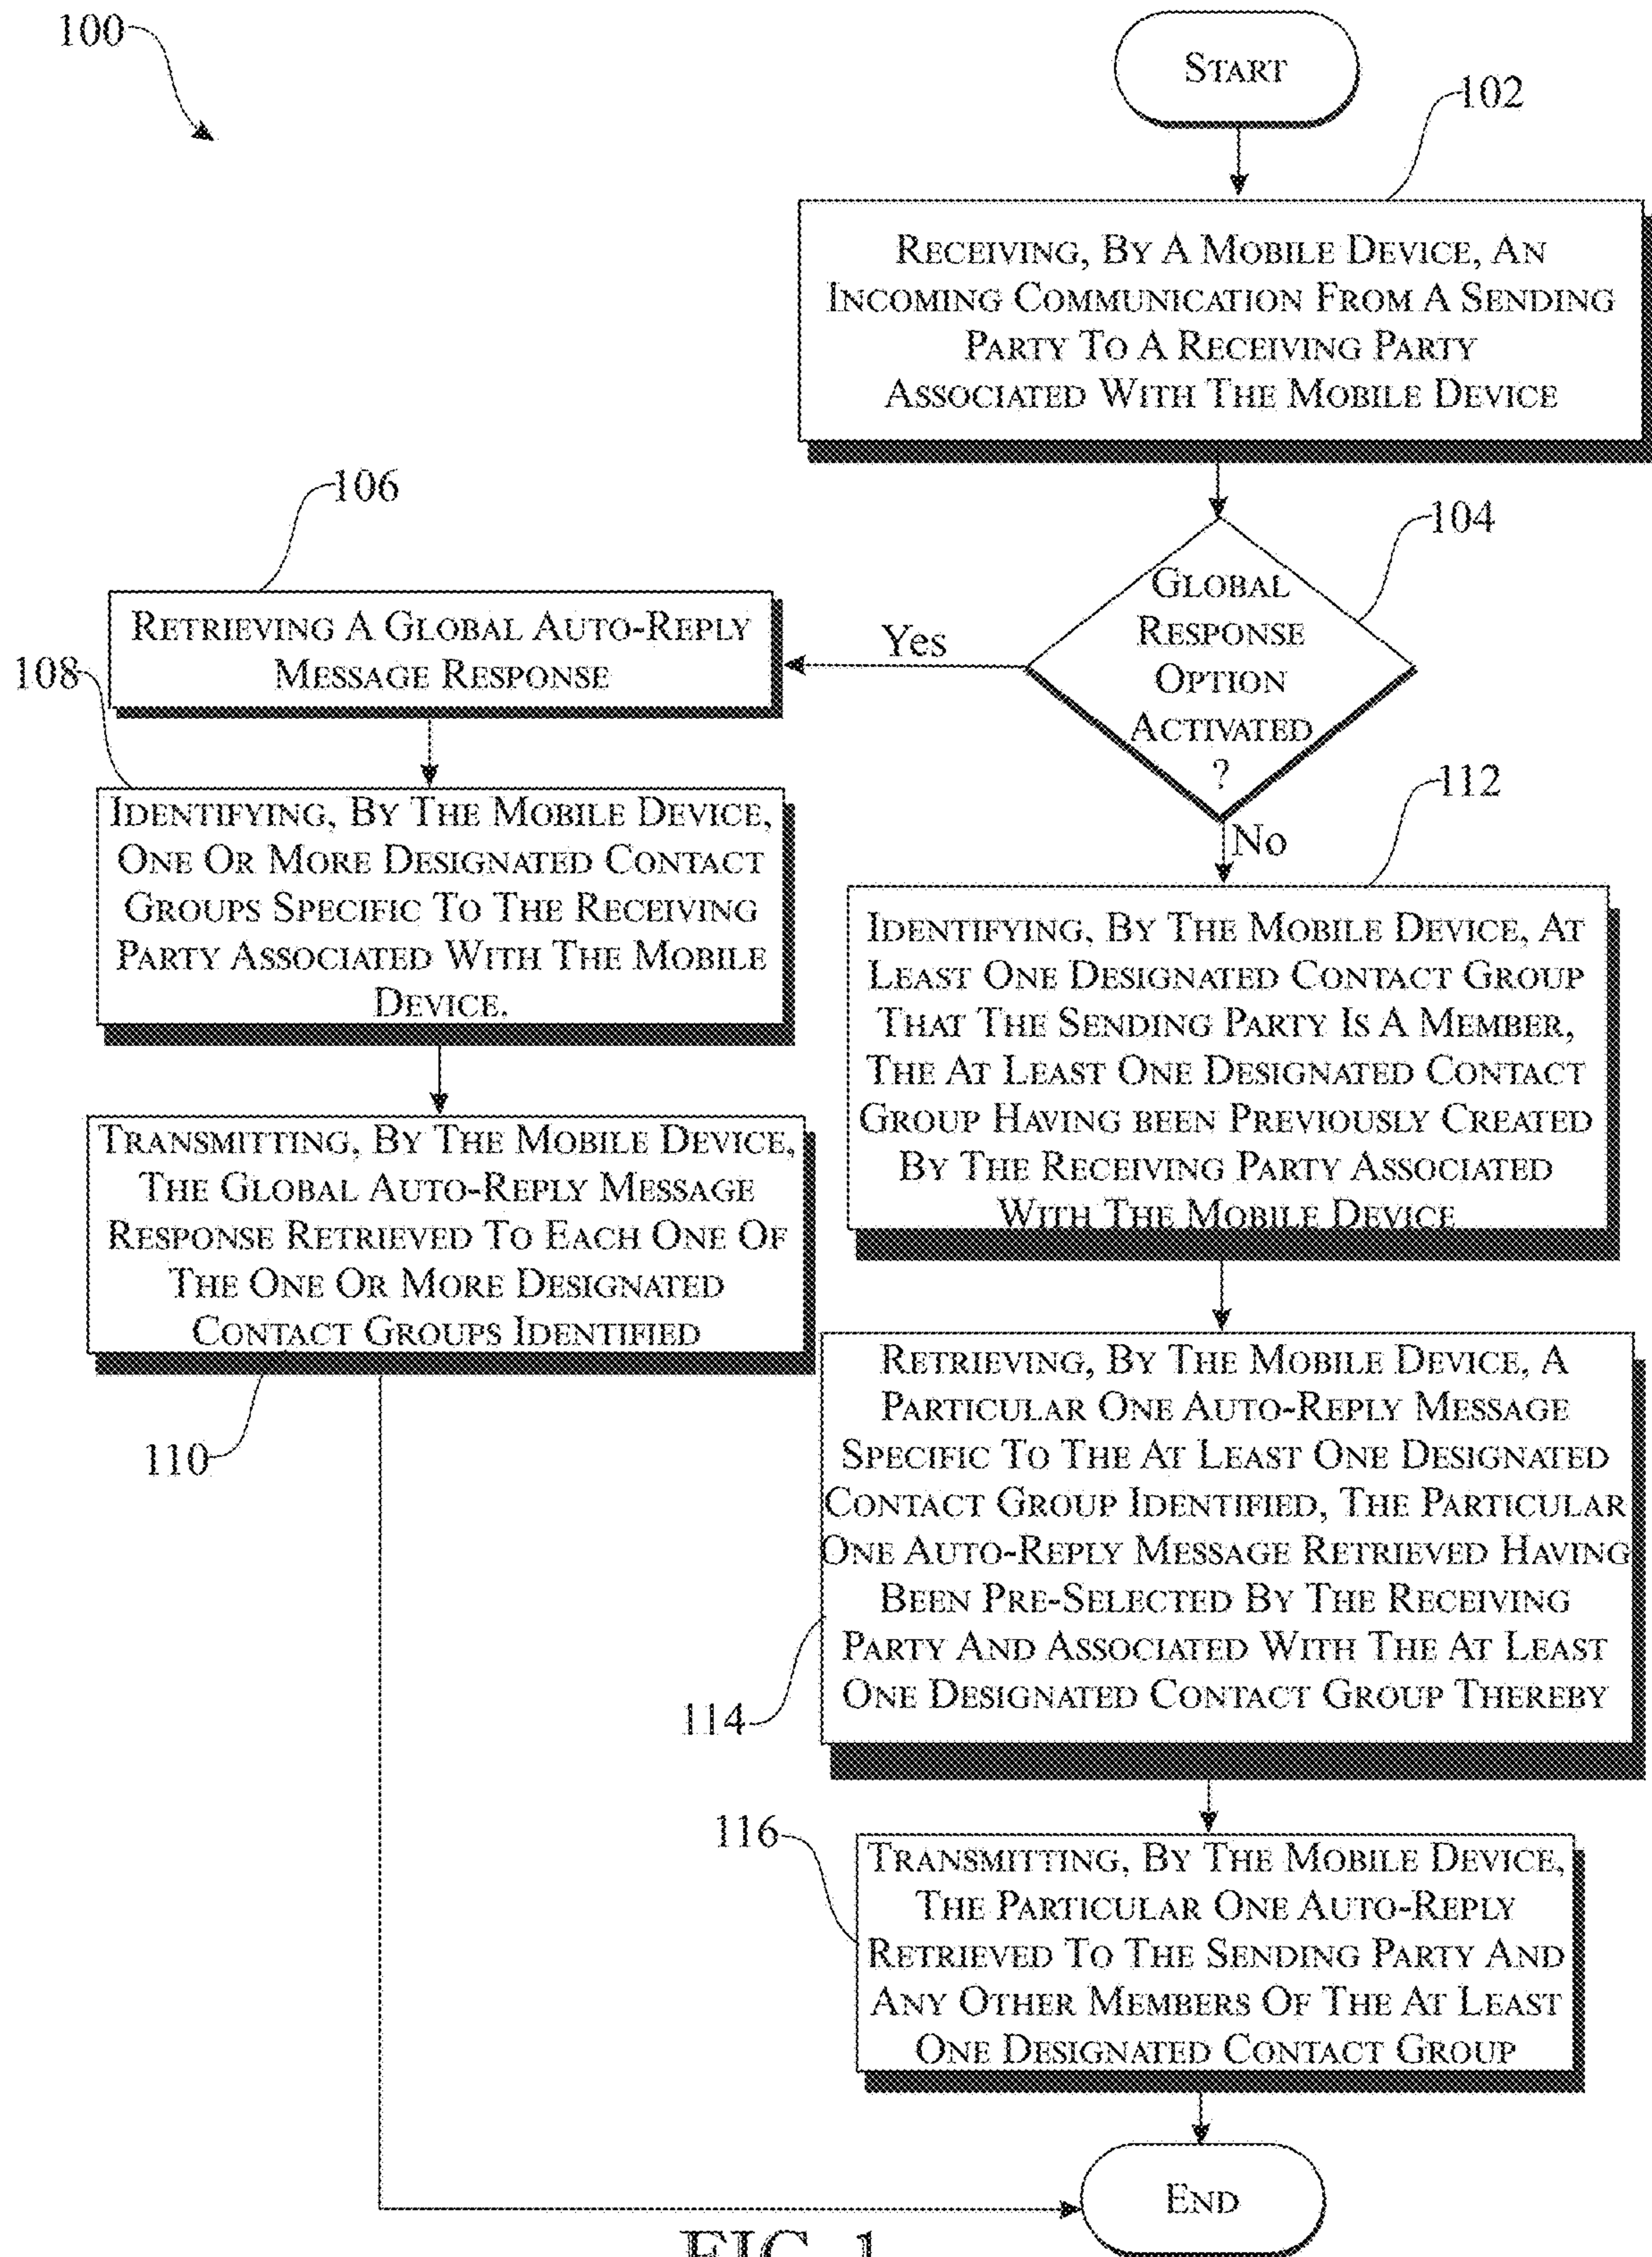 100
START
102
RECEIVING, BY A MOBILE DEVICE, AN
INCOMING COMMUNICATION FROM A SENDING
PARTY TO A RECEIVING PARTY
ASSOCIATED WITH THE MOBILE DEVICE
104
GLOBAL
RESPONSE
OPTION
ACTIVATED
?
Yes
106
RETRIEVING A GLOBAL AUTO-REPLY
MESSAGE RESPONSE
108
IDENTIFYING, BY THE MOBILE DEVICE,
ONE OR MORE DESIGNATED CONTACT
GROUPS SPECIFIC TO THE RECEIVING
PARTY ASSOCIATED WITH THE MOBILE
DEVICE.
TRANSMITTING, BY THE MOBILE DEVICE,
THE GLOBAL AUTO-REPLY MESSAGE
RESPONSE RETRIEVED TO EACH ONE OF
THE ONE OR MORE DESIGNATED
CONTACT GROUPS IDENTIFIED
110
No
112
IDENTIFYING, BY THE MOBILE DEVICE, AT
LEAST ONE DESIGNATED CONTACT GROUP
THAT THE SENDING PARTY IS A MEMBER,
THE AT LEAST ONE DESIGNATED CONTACT
GROUP HAVING BEEN PREVIOUSLY CREATED
BY THE RECEIVING PARTY ASSOCIATED
WITH THE MOBILE DEVICE
RETRIEVING, BY THE MOBILE DEVICE, A
PARTICULAR ONE AUTO-REPLY MESSAGE
SPECIFIC TO THE AT LEAST ONE DESIGNATED
CONTACT GROUP IDENTIFIED, THE PARTICULAR
ONE AUTO-REPLY MESSAGE RETRIEVED HAVING
BEEN PRE-SELECTED BY THE RECEIVING
PARTY AND ASSOCIATED WITH THE AT LEAST
ONE DESIGNATED CONTACT GROUP THEREBY
114
116
TRANSMITTING, BY THE MOBILE DEVICE,
THE PARTICULAR ONE AUTO-REPLY
RETRIEVED TO THE SENDING PARTY AND
ANY OTHER MEMBERS OF THE AT LEAST
ONE DESIGNATED CONTACT GROUP
END
FIG. 1